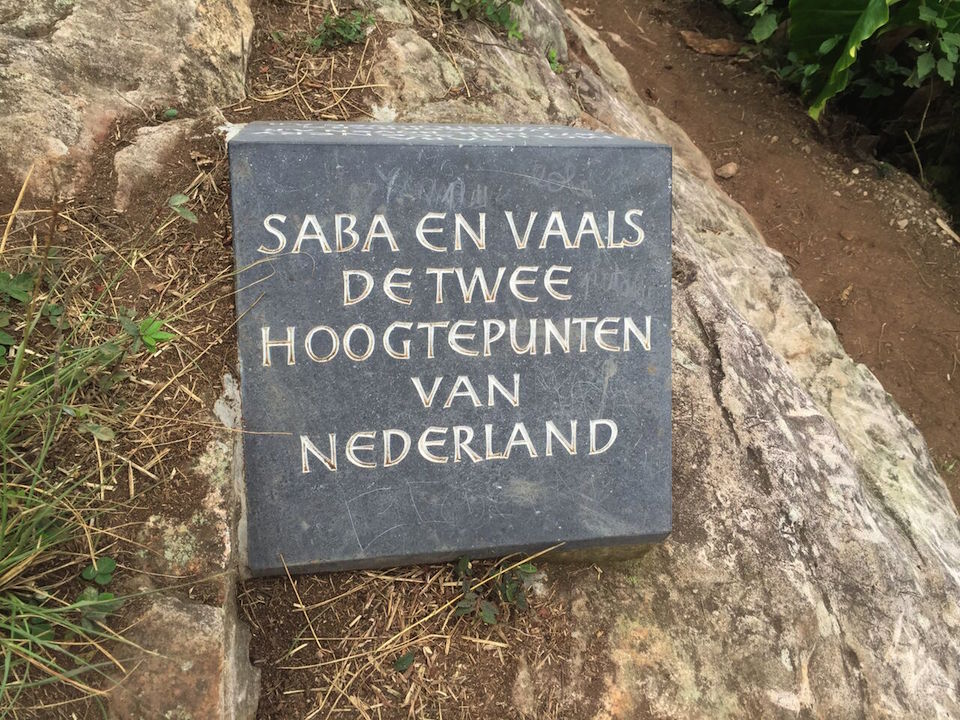 SABA EN VAALS
DE TWEE
HOOGTEPUNTEN
VAN
NEDERLAND